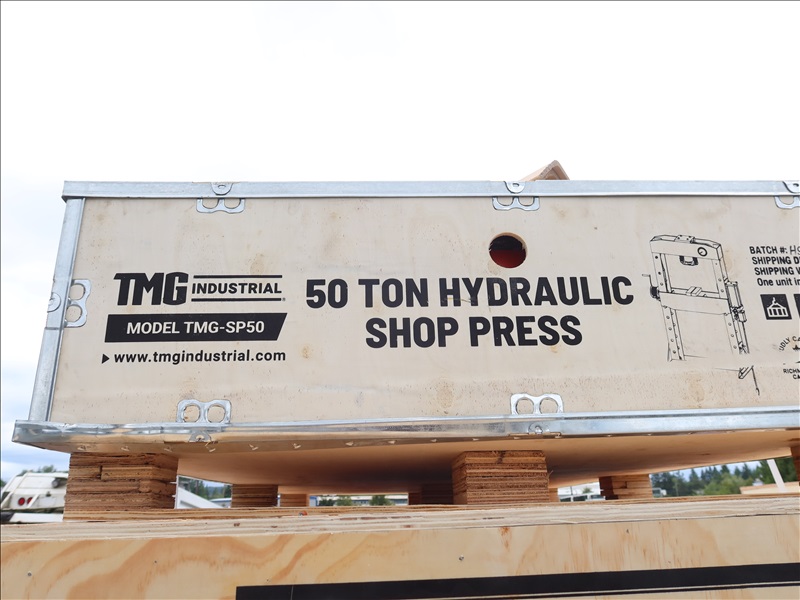 TMG INDUSTRIAL
MODEL TMG-SP50
www.tmgindustrial.com
50 TON HYDRAULIC
SHOP PRESS
BATCH #:
SHIPPING
SHIPPING
One unit